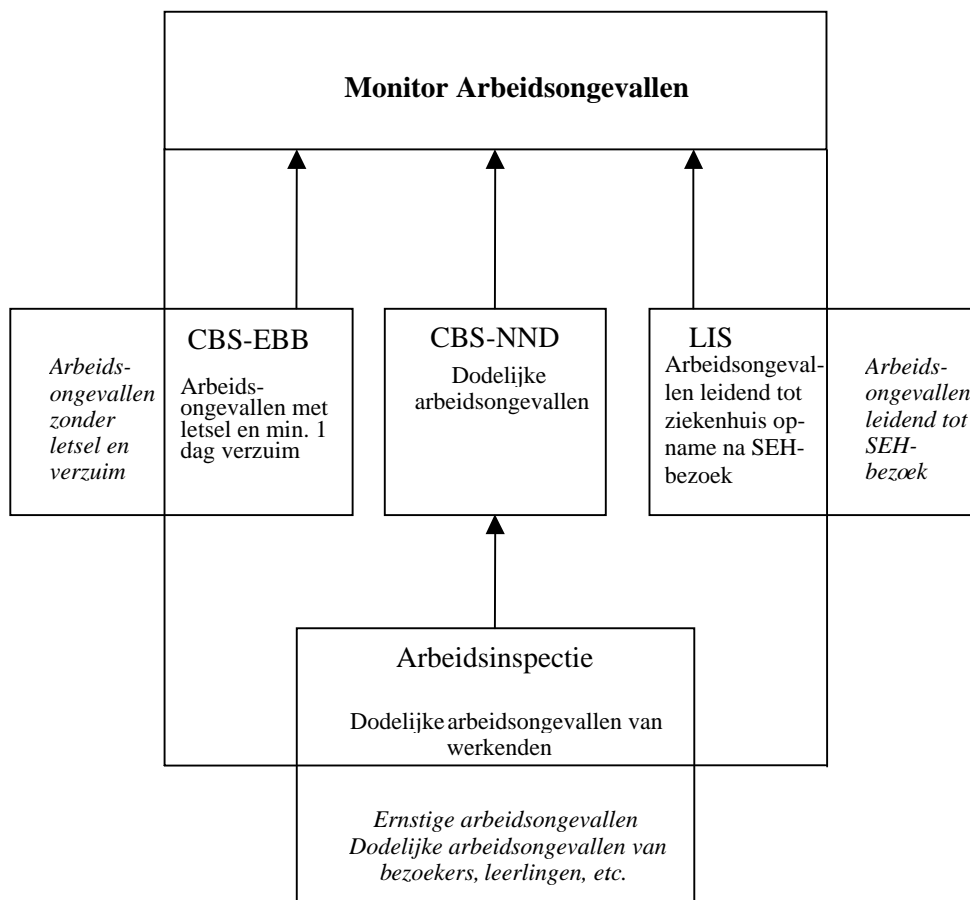 Monitor Arbeidsongevallen
Arbeids-
ongevallen
zonder
letsel en
verzuim
CBS-EBB
Arbeids-
ongevallen met
letsel en min. 1
dag verzuim
CBS-NND
Dodelijke
arbeidsongevallen
LIS
Arbeidsongeval-
len leidend tot
ziekenhuis op-
name na SEH-
bezoek
Arbeids-
ongevallen
leidend tot
SEH-
bezoek
Arbeidsinspectie
Dodelijke arbeidsongevallen van
werkenden
Ernstige arbeidsongevallen
Dodelijke arbeidsongevallen van
bezoekers, leerlingen, etc.